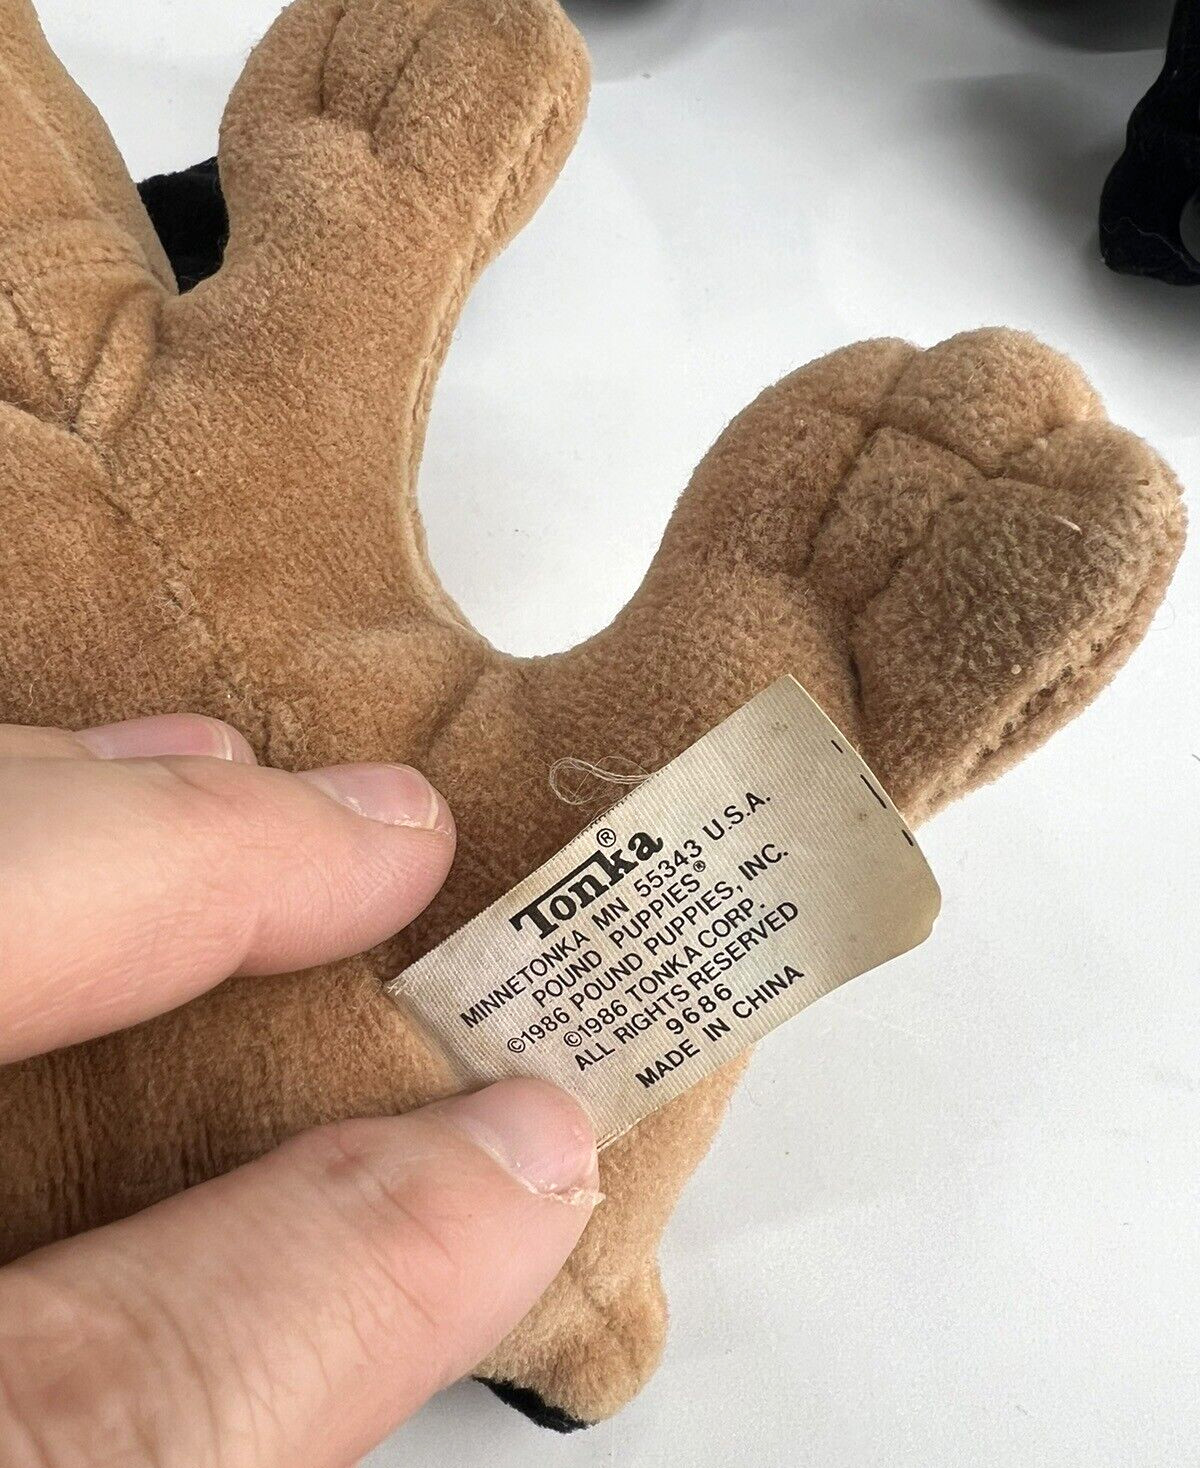 Tonka®
MINNETONKA MN 55343 U.S.A.
POUND PUPPIES®
©1986 POUND PUPPIES, INC.
©1986 TONKA CORP.
ALL RIGHTS RESERVED
9686
MADE IN CHINA